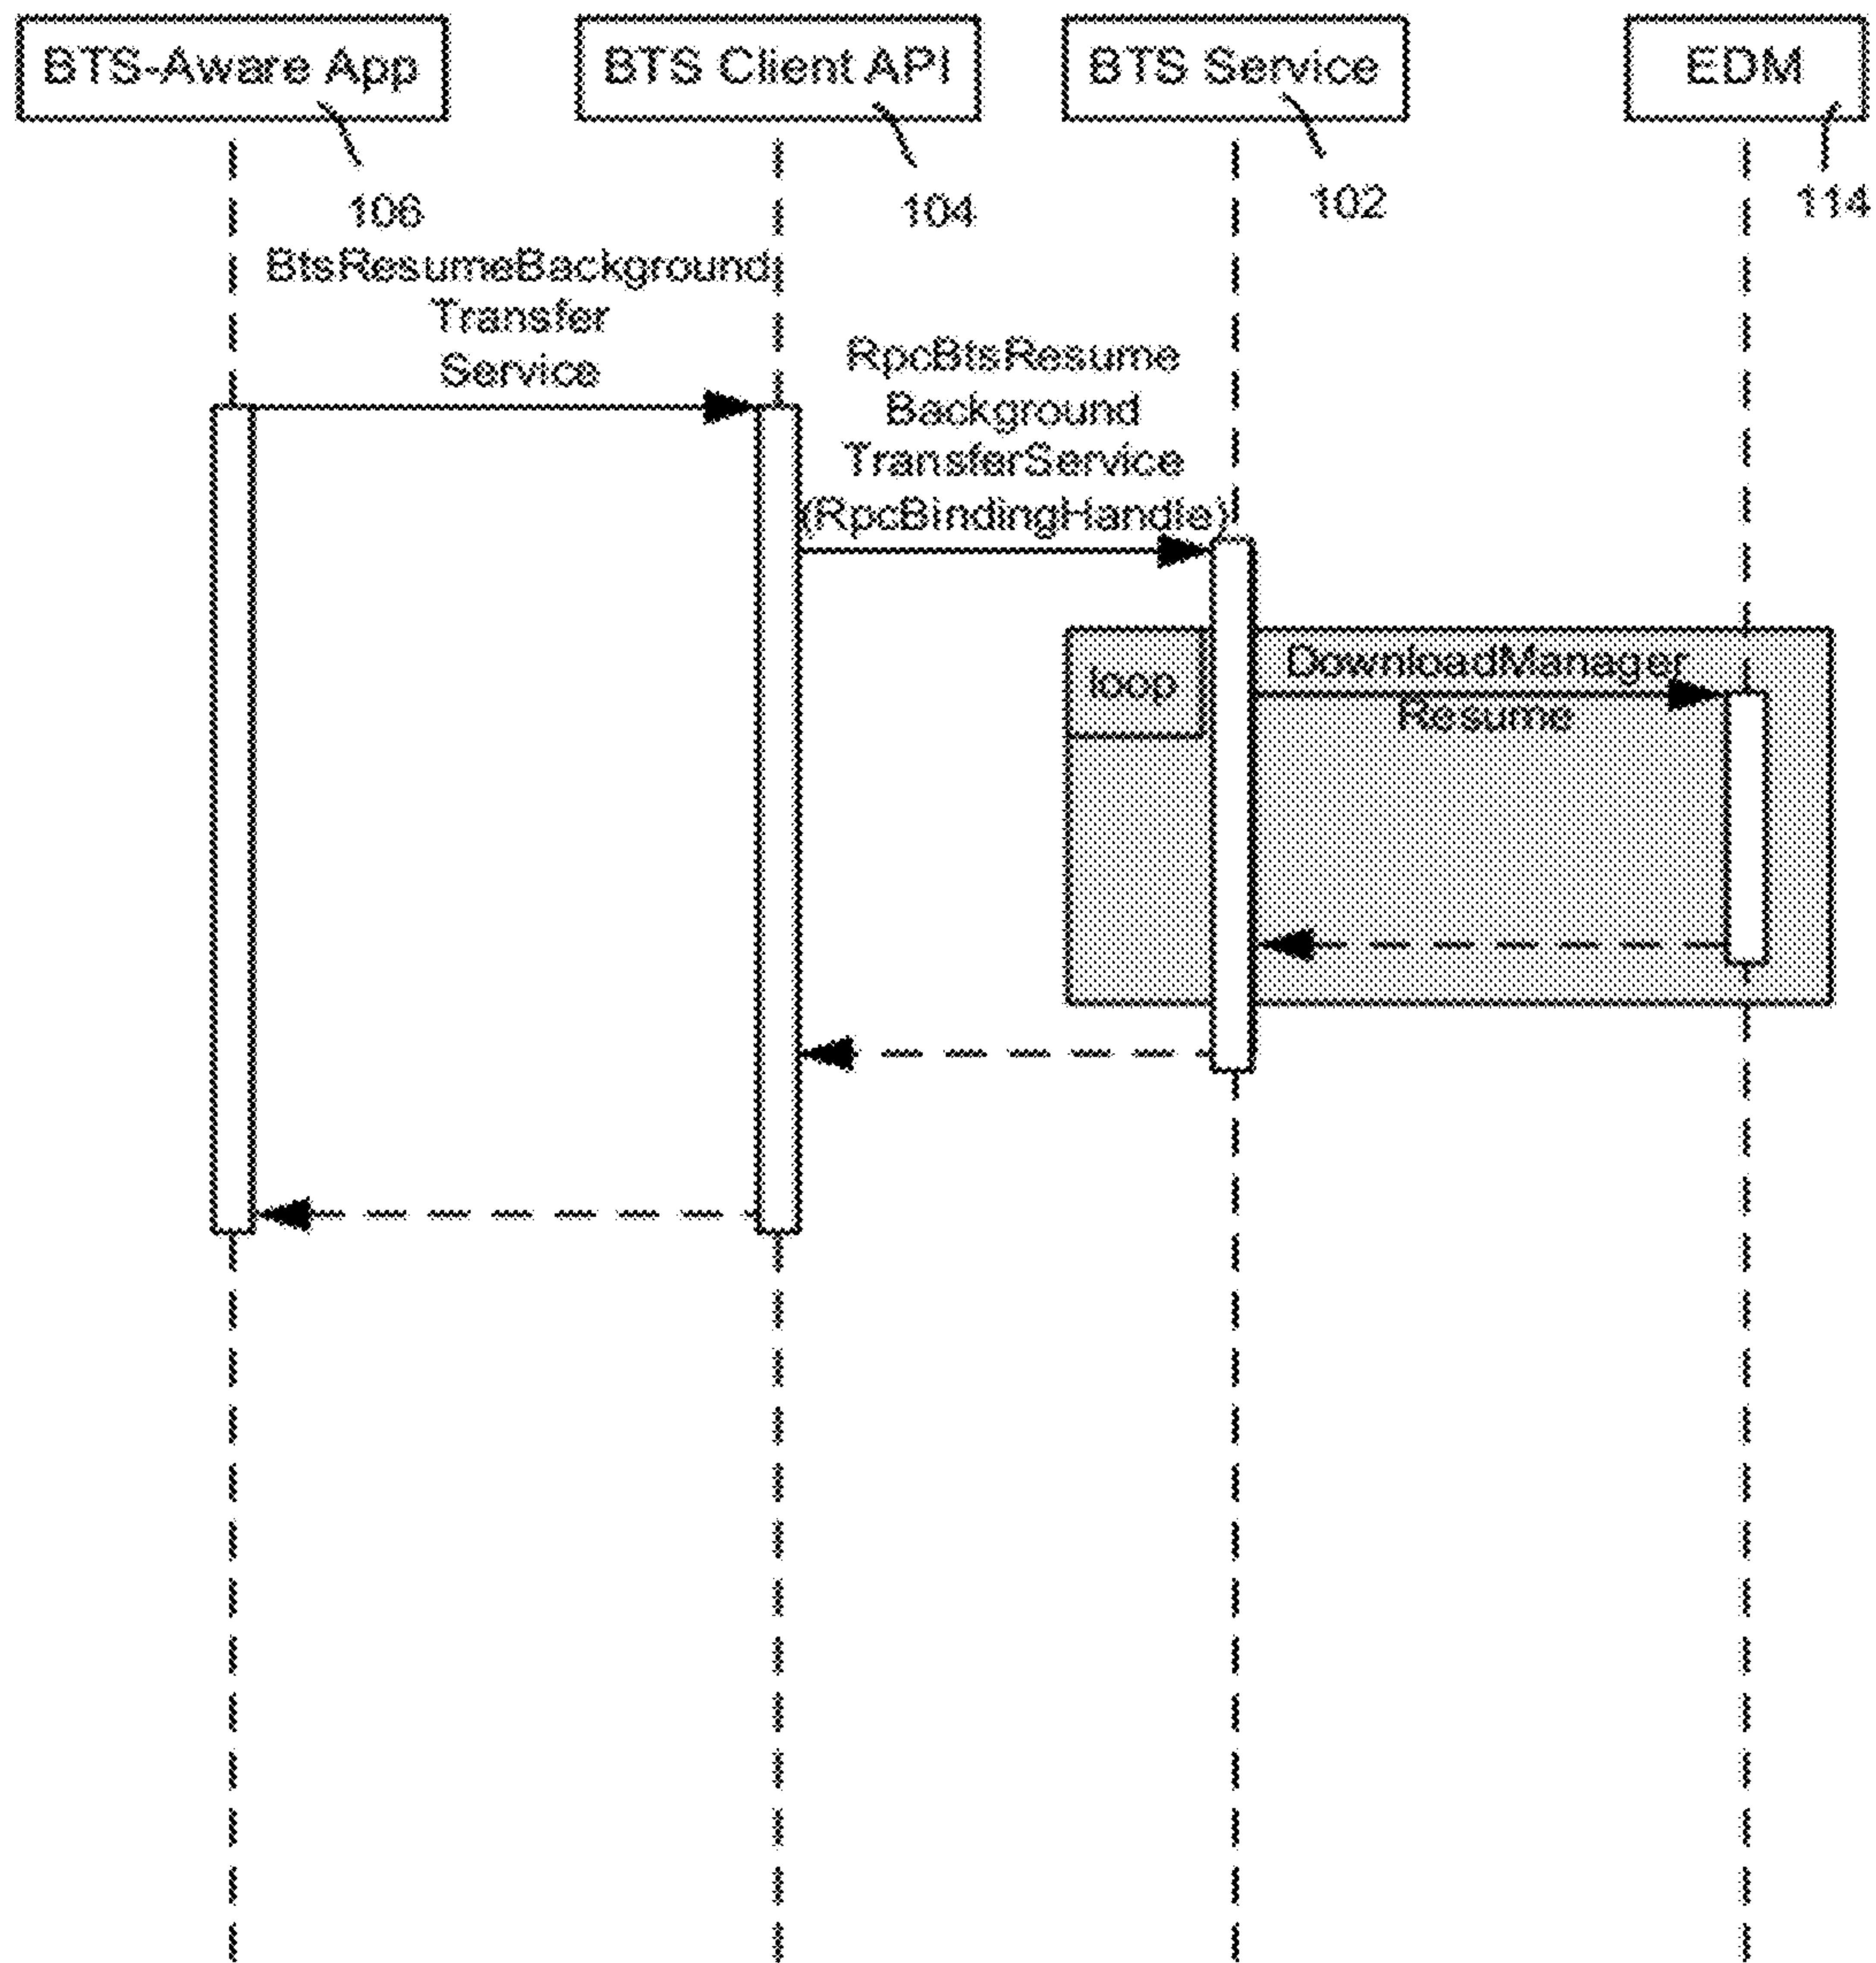 BTS-Aware App
BTS Client API
BTS Service
EDM
106
104
102
114
BtsResumeBackground
Transfer
Service
RpcBtsResume
Background
TransferService
(RpcBindingHandle)
loop
DownloadManager
Resume